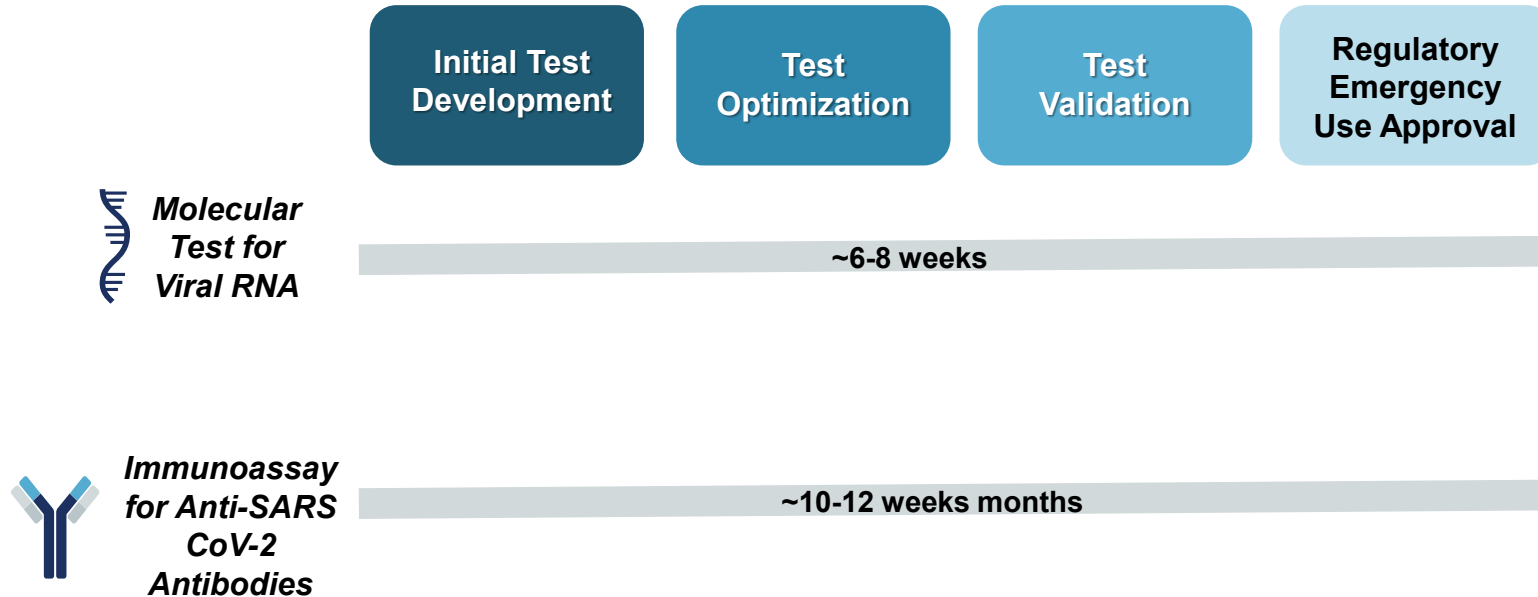 Initial Test
Development
Test
Optimization
Test
Validation
Regulatory
Emergency
Use Approval
Molecular
Test for
Viral RNA
~6-8 weeks
Immunoassay
for Anti-SARS
CoV-2
Antibodies
~10-12 weeks months